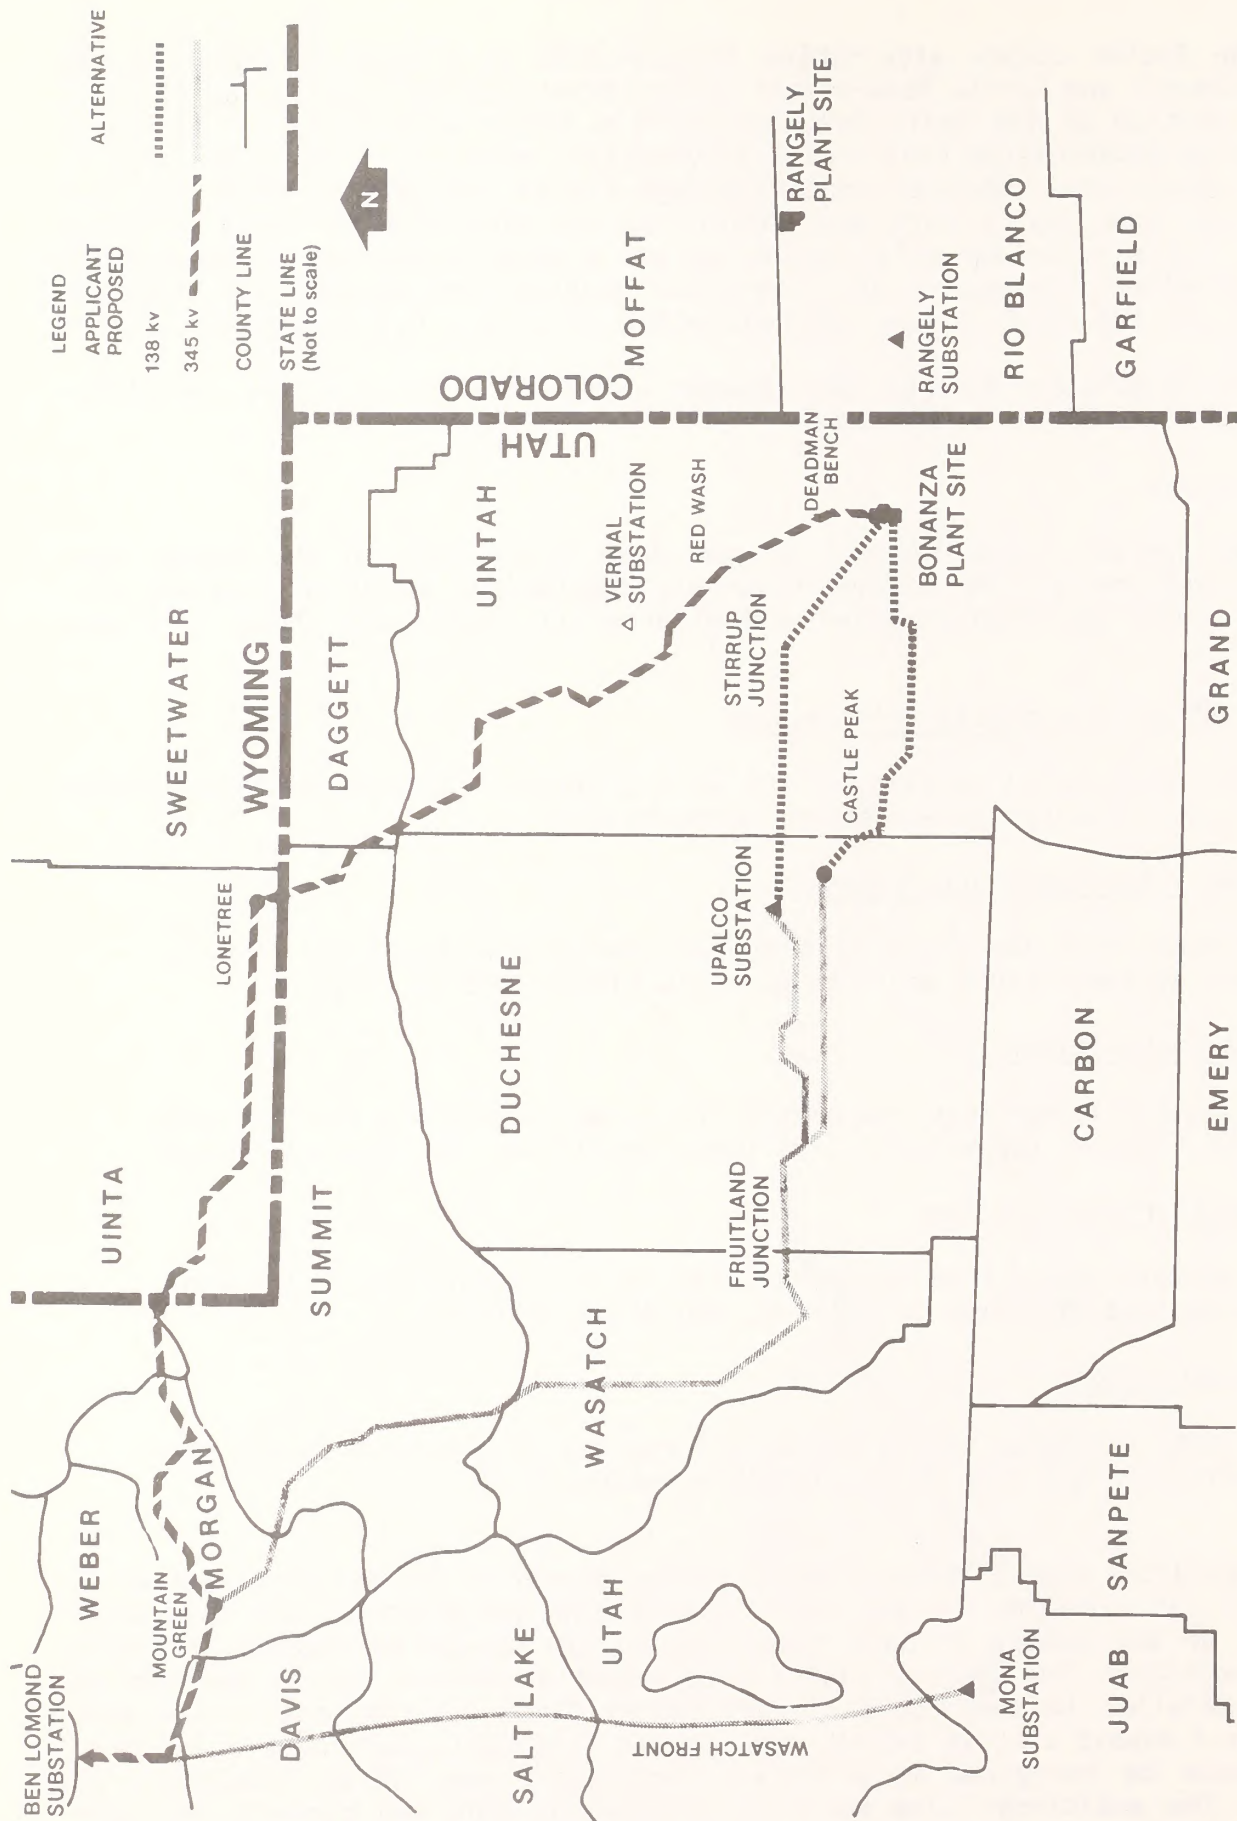 LEGEND
APPLICANT
PROPOSED
ALTERNATIVE
138 kv
345 kv
COUNTY LINE
STATE LINE
(Not to scale)
N
BEN LOMOND
SUBSTATION
WEBER
MOUNTAIN
GREEN
MORGAN
DAVIS
SALT LAKE
UTAH
WASATCH FRONT
MONA
SUBSTATION
JUAB
SANPETE
UINTA
SUMMIT
WASATCH
LONETREE
SWEETWATER
WYOMING
DAGGETT
DUCHESNE
FRUITLAND
JUNCTION
UPALCO
SUBSTATION
CASTLE PEAK
STIRRUP
JUNCTION
UINTAH
VERNAL
SUBSTATION
RED WASH
DEADMAN
BENCH
BONANZA
PLANT SITE
CARBON
EMERY
GRAND
UTAH
COLORADO
MOFFAT
RANGELY
PLANT SITE
RANGELY
SUBSTATION
RIO BLANCO
GARFIELD